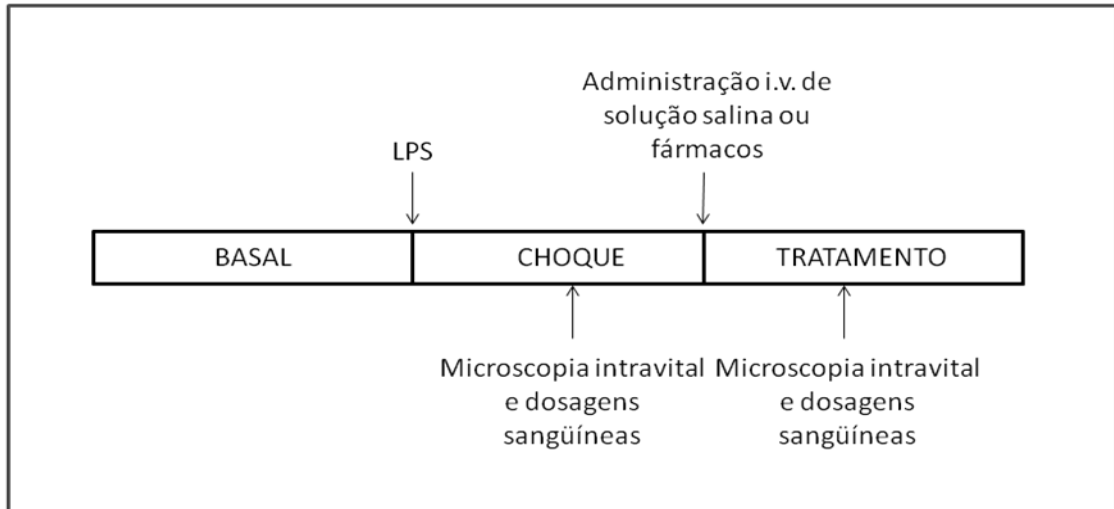 Administração i.v. de
solução salina ou
fármacos
LPS
BASAL
CHOQUE
TRATAMENTO
Microscopia intravital
e dosagens
sangüíneas
Microscopia intravital
e dosagens
sangüíneas